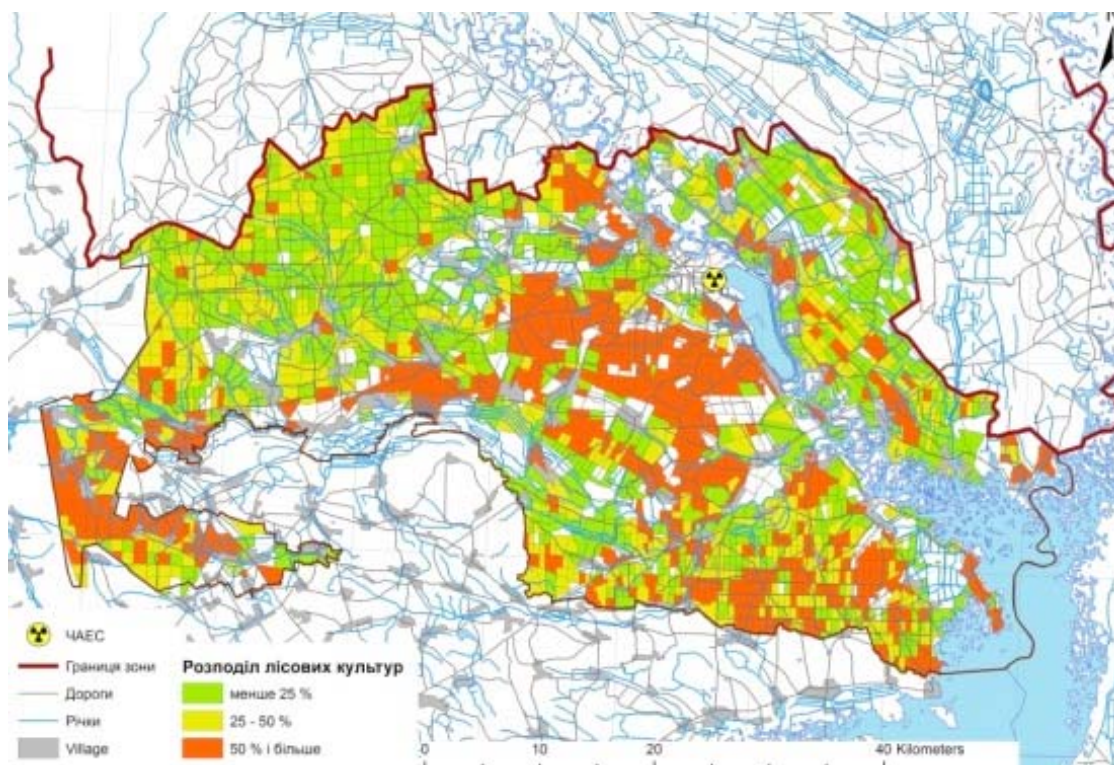 ЧАЕС
Границя зони
Дороги
Річки
Village
Розподіл лісових культур
менше 25 %
25 - 50 %
50 % і більше
0 10 20 40 Kilometers